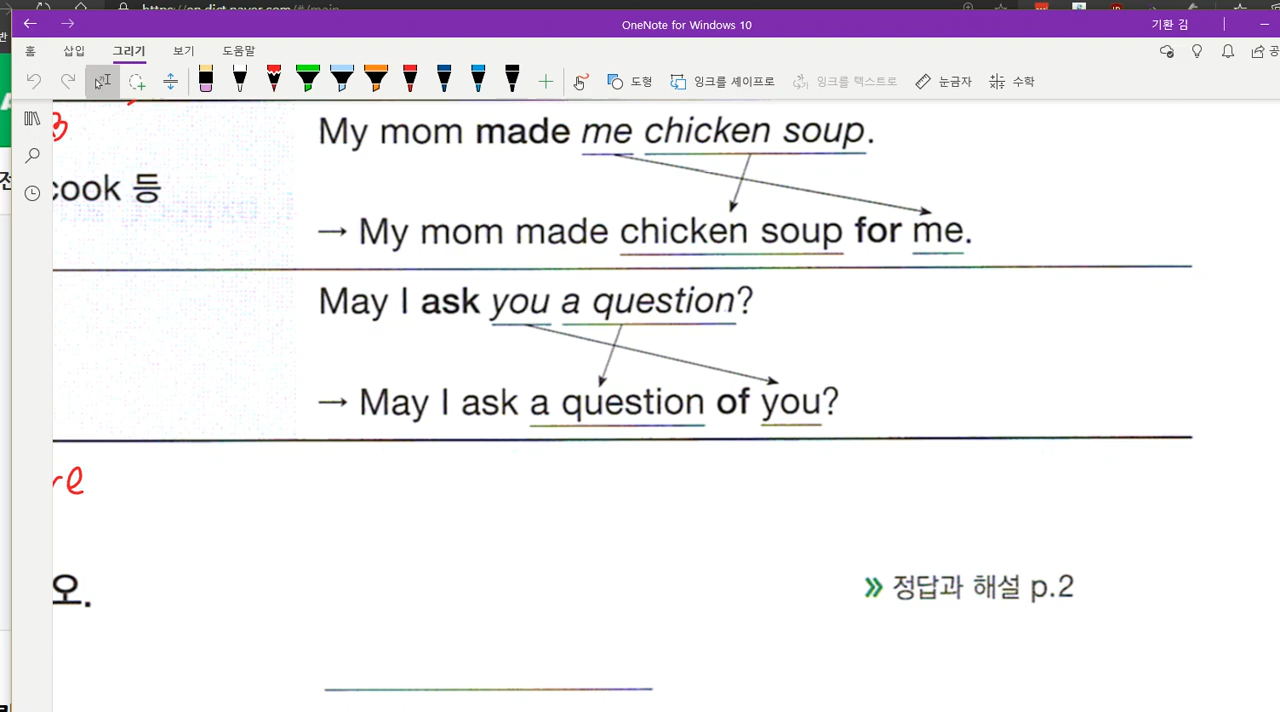 OneNote for Windows 10
기환 김
홈 삽입 그리기 보기 도움말
도형 잉크를 셰이프로 잉크를 텍스트로 눈금자 수학
My mom made me chicken soup.
cook 등
→ My mom made chicken soup for me.
May I ask you a question?
→ May I ask a question of you?
re
오.
» 정답과 해설 p.2